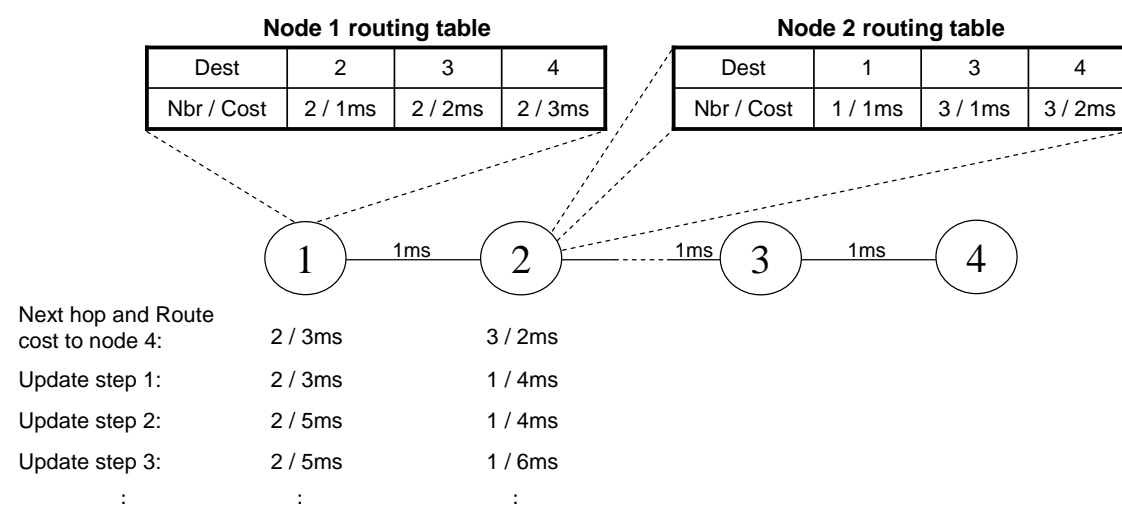 Node 1 routing table
Dest 2 3 4
Nbr / Cost 2 / 1ms 2 / 2ms 2 / 3ms
Node 2 routing table
Dest 1 3 4
Nbr / Cost 1 / 1ms 3 / 1ms 3 / 2ms
1 1ms 2 1ms 3 1ms 4
Next hop and Route
cost to node 4: 2 / 3ms 3 / 2ms
Update step 1: 2 / 3ms 1 / 4ms
Update step 2: 2 / 5ms 1 / 4ms
Update step 3: 2 / 5ms 1 / 6ms
: : :